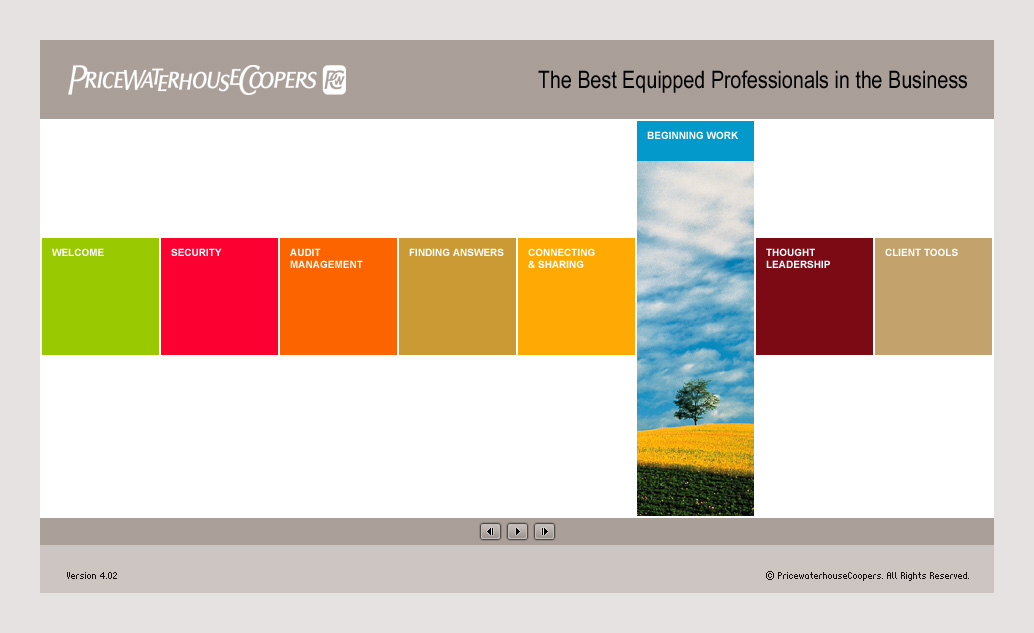 PRICEWATERHOUSECOOPERS PwC
The Best Equipped Professionals in the Business
BEGINNING WORK
WELCOME
SECURITY
AUDIT
MANAGEMENT
FINDING ANSWERS
CONNECTING
& SHARING
THOUGHT
LEADERSHIP
CLIENT TOOLS
Version 4.02
© PricewaterhouseCoopers. All Rights Reserved.